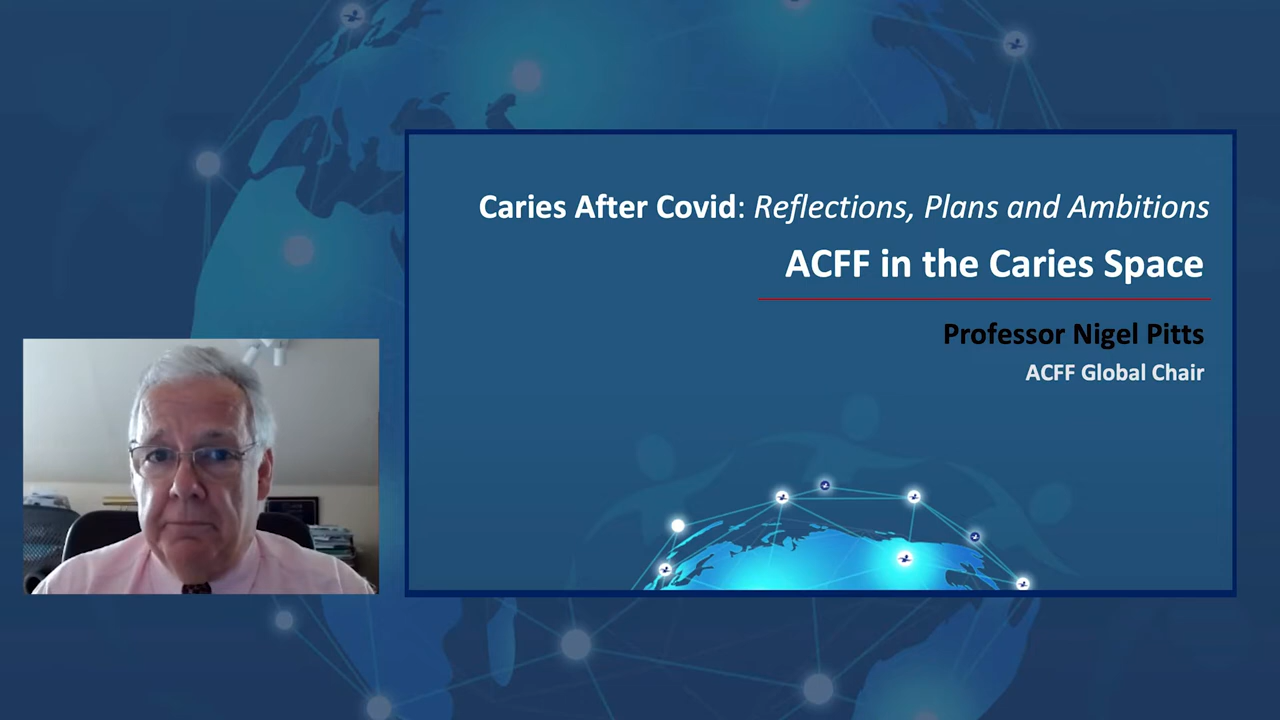 Caries After Covid: Reflections, Plans and Ambitions
ACFF in the Caries Space
Professor Nigel Pitts
ACFF Global Chair